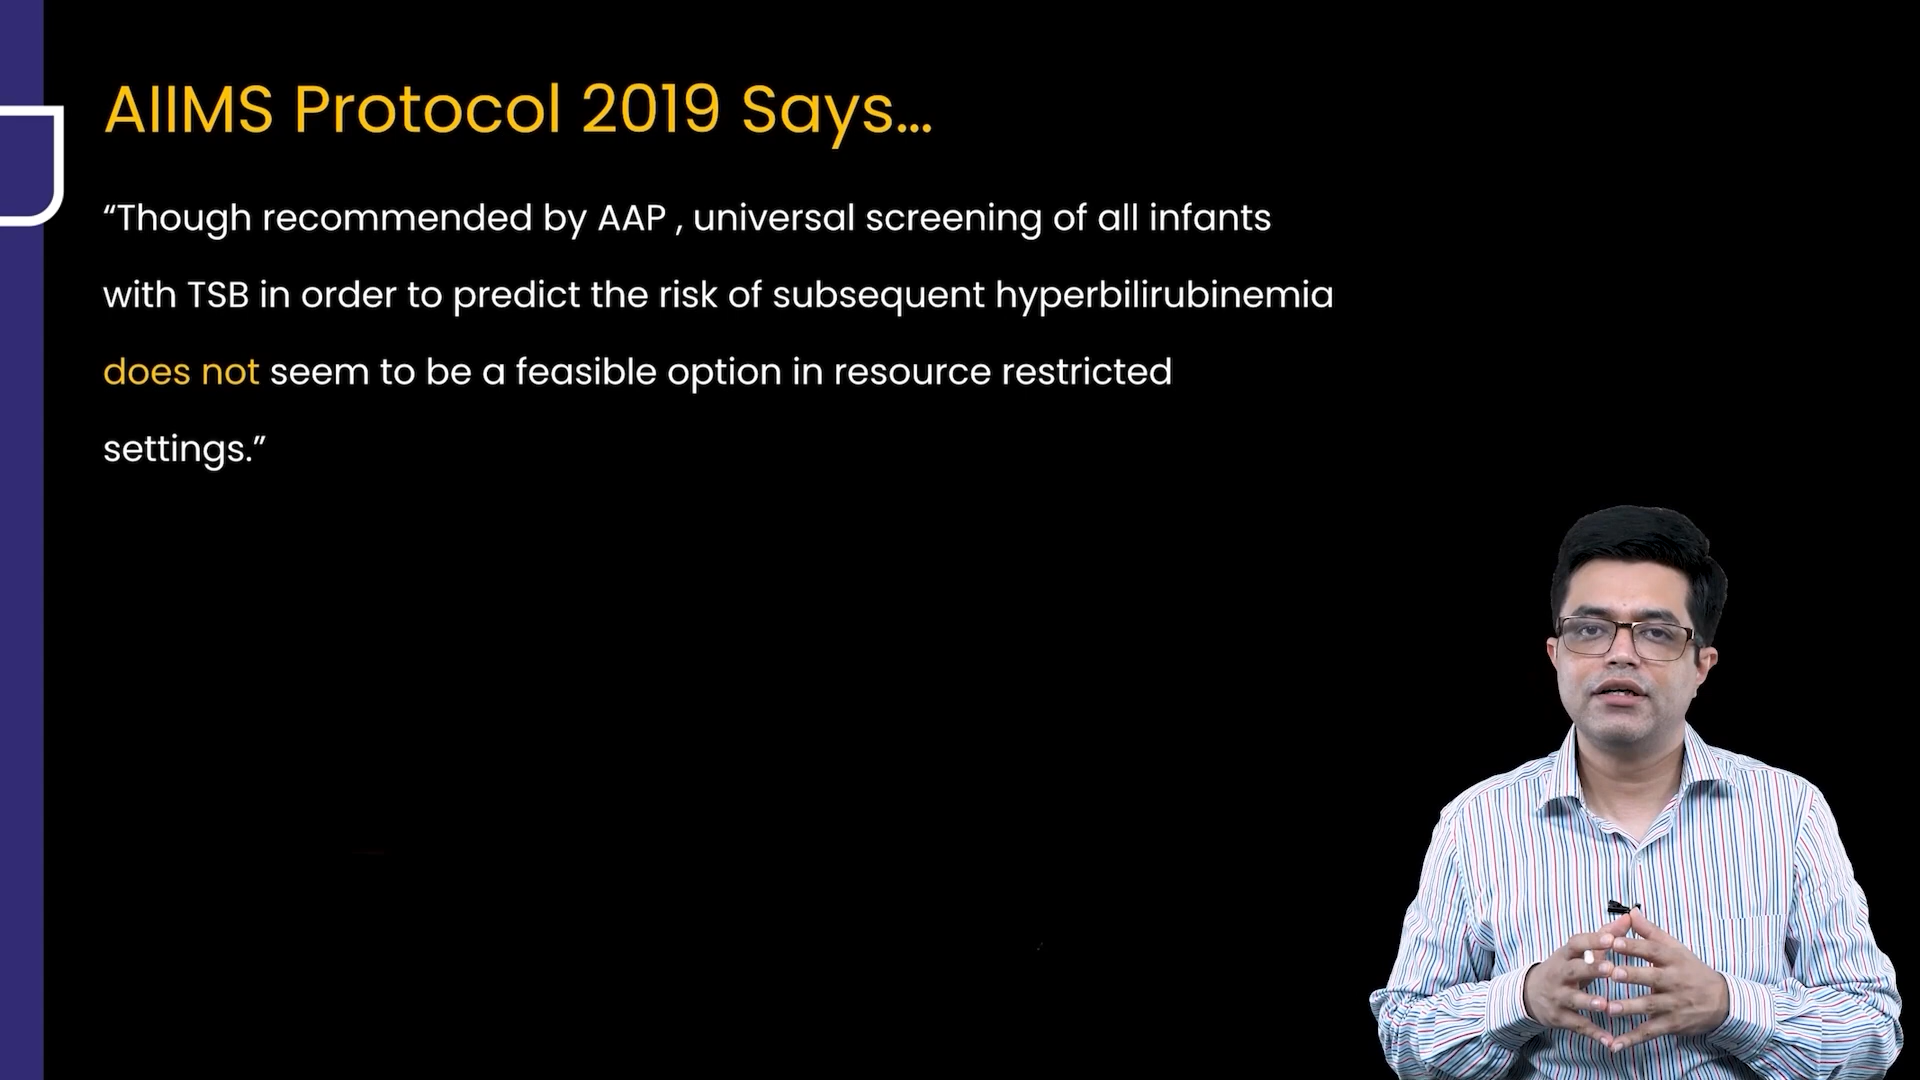 AIIMS Protocol 2019 Says...
“Though recommended by AAP , universal screening of all infants
with TSB in order to predict the risk of subsequent hyperbilirubinemia
does not seem to be a feasible option in resource restricted
settings.”